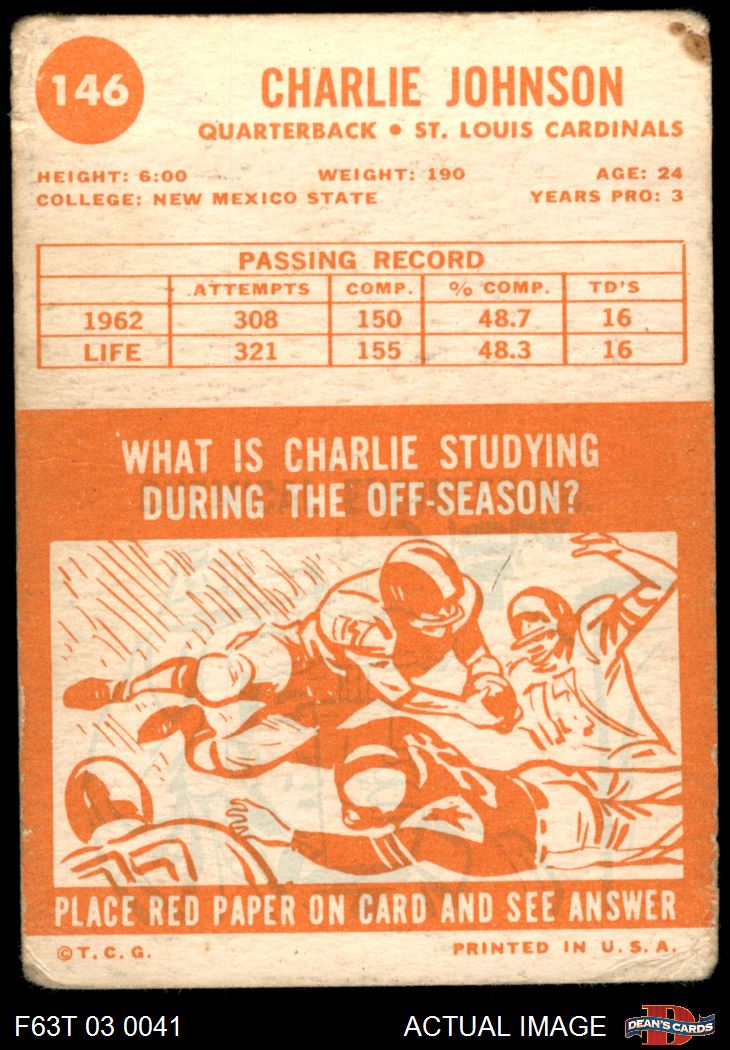 146
CHARLIE JOHNSON
QUARTERBACK • ST. LOUIS CARDINALS
HEIGHT: 6:00 WEIGHT: 190 AGE: 24
COLLEGE: NEW MEXICO STATE YEARS PRO: 3
PASSING RECORD
ATTEMPTS COMP. % COMP. TD'S
1962 308 150 48.7 16
LIFE 321 155 48.3 16
WHAT IS CHARLIE STUDYING
DURING THE OFF-SEASON?
PLACE RED PAPER ON CARD AND SEE ANSWER
© T. C. G. PRINTED IN U. S. A.
F63T 03 0041 ACTUAL IMAGE D DEAN'S CARDS